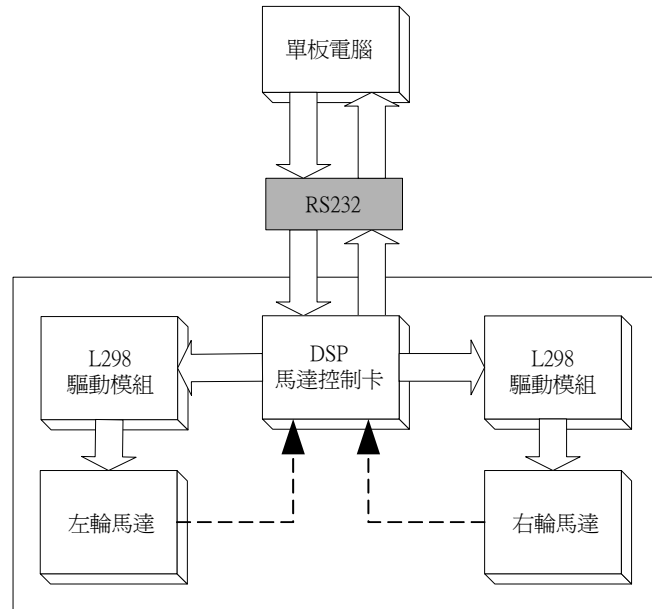 單板電腦
RS232
L298
驅動模組
DSP
馬達控制卡
L298
驅動模組
左輪馬達
右輪馬達